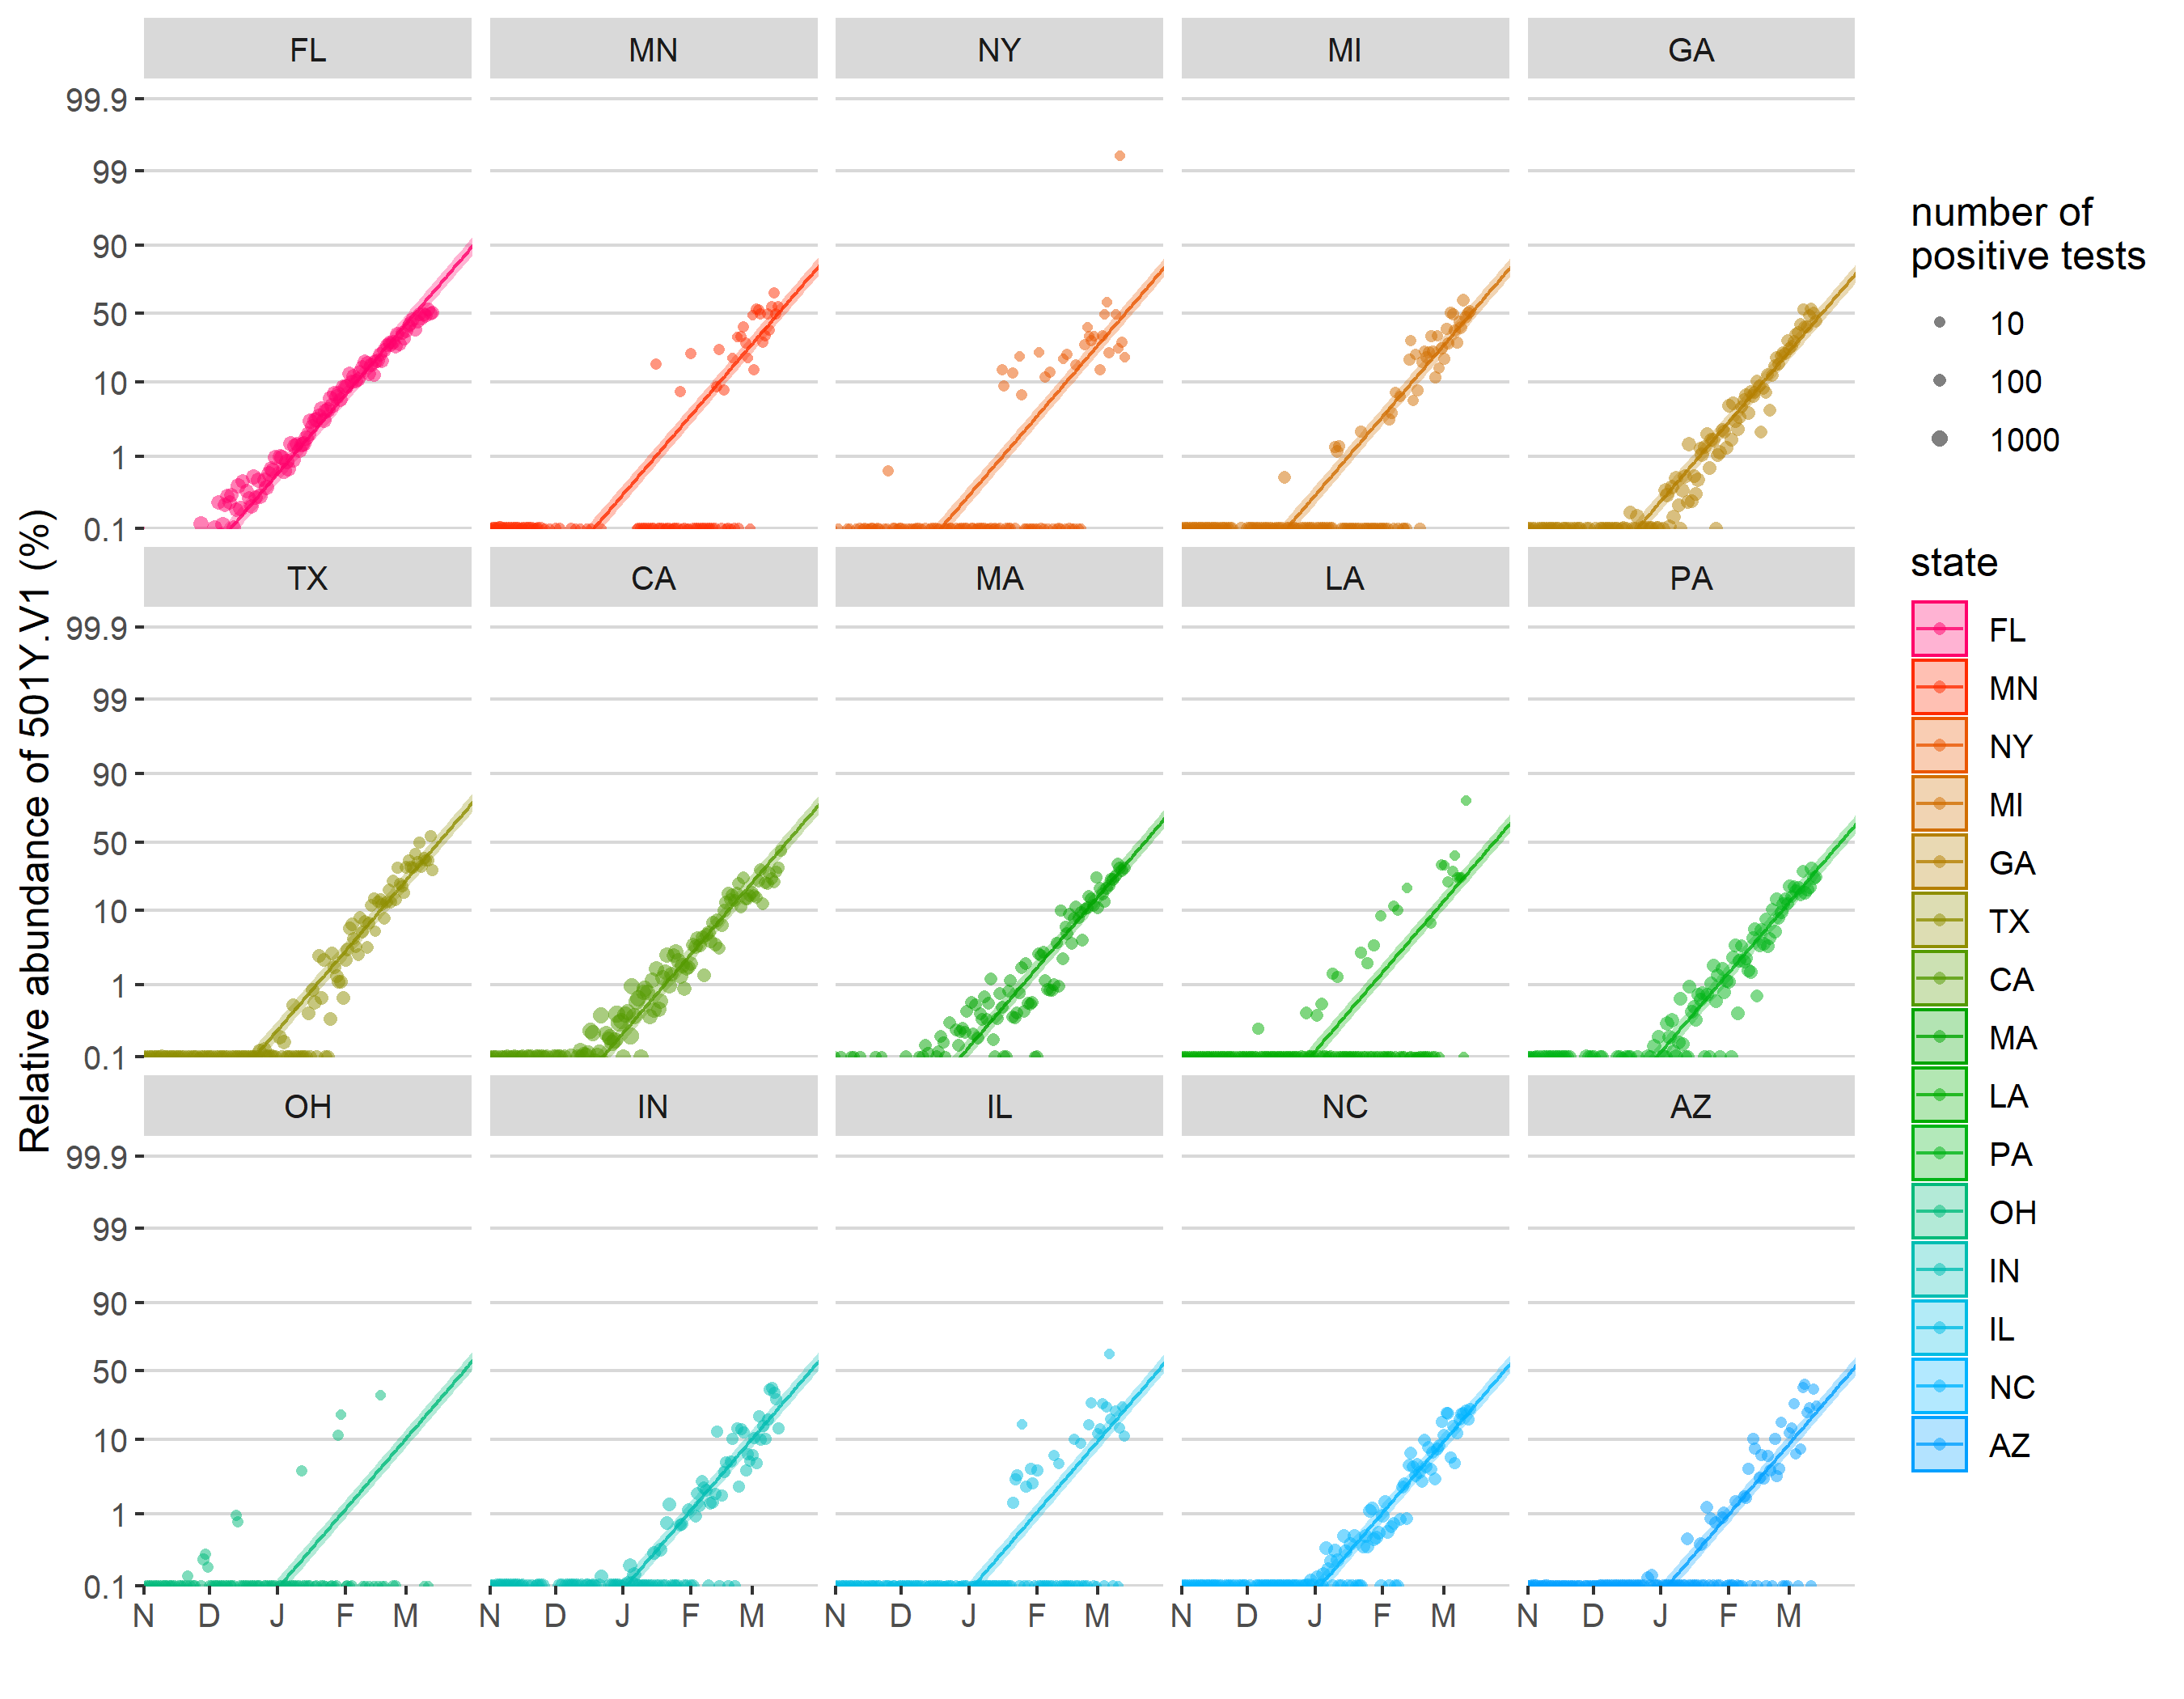 FL MN NY MI GA
99.9
99
90
50
10
1
0.1
TX CA MA LA PA
99.9
99
90
50
10
1
0.1
OH IN IL NC AZ
99.9
99
90
50
10
1
0.1
N D J F M N D J F M N D J F M N D J F M N D J F M
Relative abundance of 501Y.V1 (%)
number of
positive tests
10
100
1000
state
FL
MN
NY
MI
GA
TX
CA
MA
LA
PA
OH
IN
IL
NC
AZ